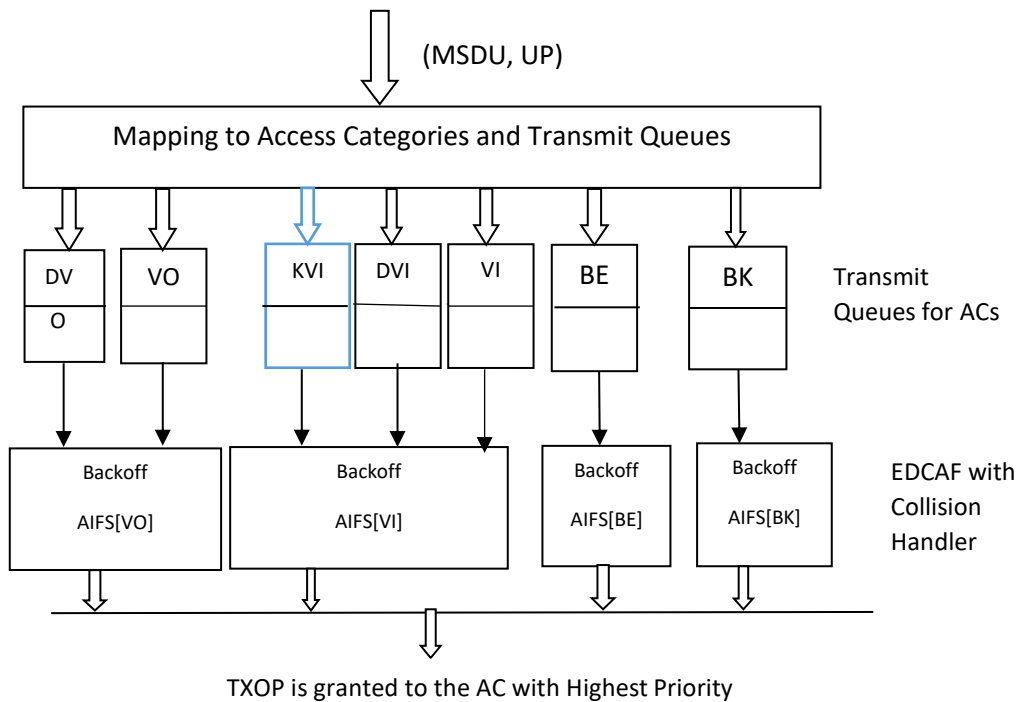 (MSDU, UP)
Mapping to Access Categories and Transmit Queues
DV
O
VO
KVI
DVI
VI
BE
BK
Transmit
Queues for ACs
Backoff
AIFS[VO]
Backoff
AIFS[VI]
Backoff
AIFS[BE]
Backoff
AIFS[BK]
EDCAF with
Collision
Handler
TXOP is granted to the AC with Highest Priority